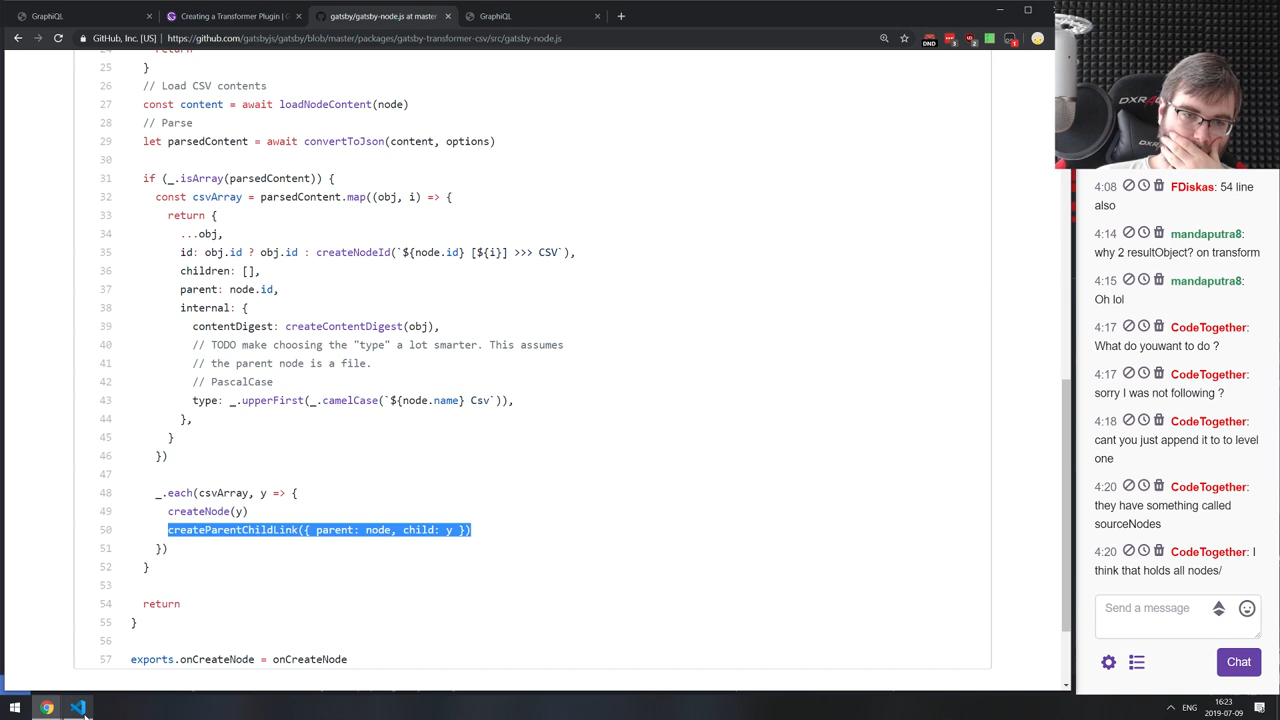 GraphiQL
Creating a Transformer Plugin | G
gatsby/gatsby-node.js at master
GraphiQL
GitHub, Inc. [US]
https://github.com/gatsbyjs/gatsby/blob/master/packages/gatsby-transformer-csv/src/gatsby-node.js
DND
3
2
1
24 return
25 }
26 // Load CSV contents
27 const content = await loadNodeContent(node)
28 // Parse
29 let parsedContent = await convertToJson(content, options)
30
31 if (_.isArray(parsedContent)) {
32 const csvArray = parsedContent.map((obj, i) => {
33 return {
34 ...obj,
35 id: obj.id ? obj.id : createNodeId(`${node.id} [${i}] >>> CSV`),
36 children: [],
37 parent: node.id,
38 internal: {
39 contentDigest: createContentDigest(obj),
40 // TODO make choosing the "type" a lot smarter. This assumes
41 // the parent node is a file.
42 // PascalCase
43 type: _.upperFirst(_.camelCase(`${node.name} Csv`)),
44 },
45 }
46 })
47
48 _.each(csvArray, y => {
49 createNode(y)
50 createParentChildLink({ parent: node, child: y })
51 })
52 }
53
54 return
55 }
56
57 exports.onCreateNode = onCreateNode
DXR
DXR
4:08 FDiskas: 54 line
also
4:14 mandaputra8:
why 2 resultObject? on transform
4:15 mandaputra8:
Oh lol
4:17 CodeTogether:
What do youwant to do ?
4:17 CodeTogether:
sorry I was not following ?
4:18 CodeTogether:
cant you just append it to to level
one
4:20 CodeTogether:
they have something called
sourceNodes
4:20 CodeTogether: I
think that holds all nodes/
Send a message
Chat
ENG
16:23
2019-07-09